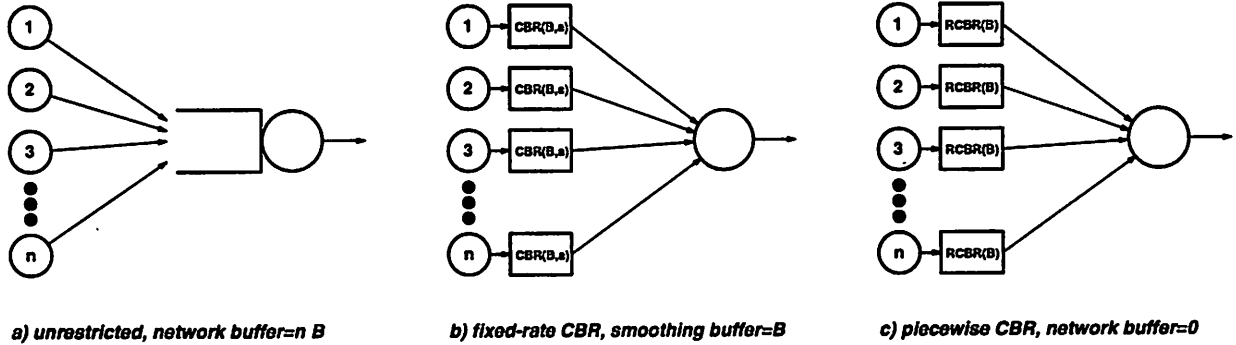 1
2
3
n
a) unrestricted, network buffer=n B
1
CBR(B,a)
2
CBR(B,a)
3
CBR(B,a)
n
CBR(B,a)
b) fixed-rate CBR, smoothing buffer=B
1
RCBR(B)
2
RCBR(B)
3
RCBR(B)
n
RCBR(B)
c) piecewise CBR, network buffer=0